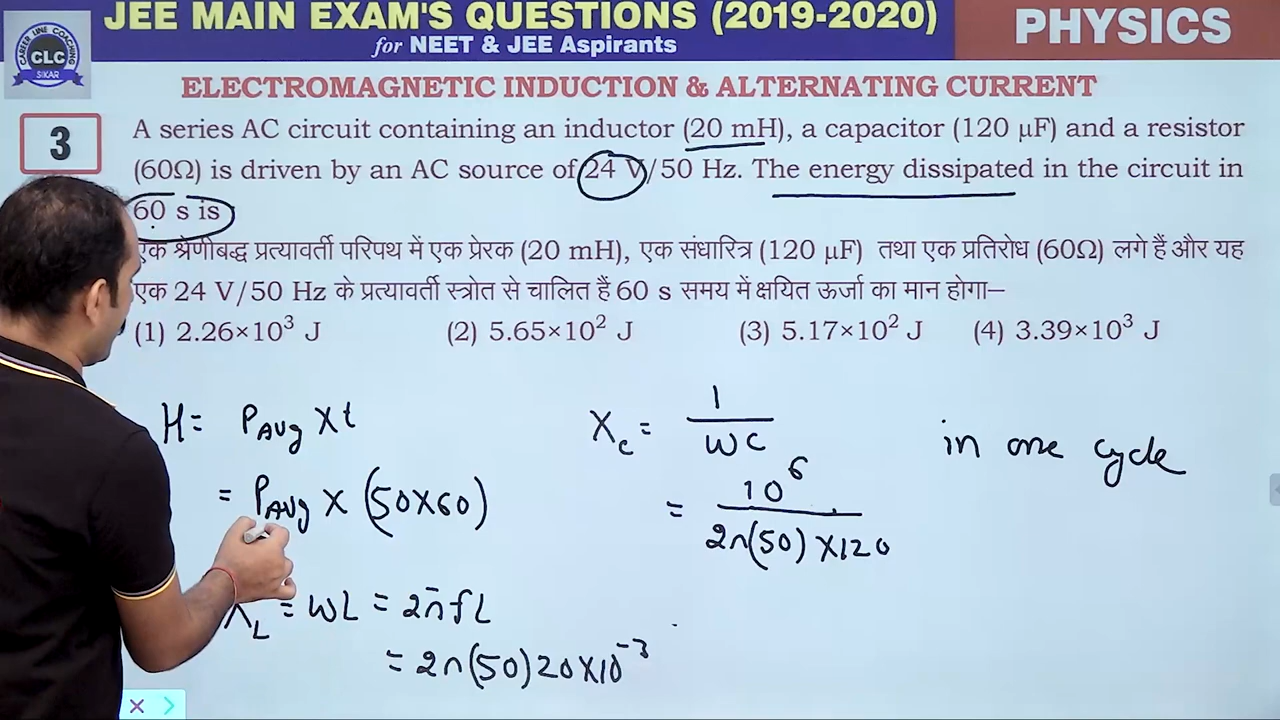 JEE MAIN EXAM'S QUESTIONS (2019-2020)
for NEET & JEE Aspirants
PHYSICS
CAREER LINE COACHING
CLC
SIKAR
ELECTROMAGNETIC INDUCTION & ALTERNATING CURRENT
3
A series AC circuit containing an inductor (20 mH), a capacitor (120 μF) and a resistor
(60Ω) is driven by an AC source of 24 V/50 Hz. The energy dissipated in the circuit in
60 s is
एक श्रेणीबद्ध प्रत्यावर्ती परिपथ में एक प्रेरक (20 mH), एक संधारित्र (120 μF) तथा एक प्रतिरोध (60Ω) लगे हैं और यह
एक 24 V/50 Hz के प्रत्यावर्ती स्त्रोत से चालित हैं 60 s समय में क्षयित ऊर्जा का मान होगा–
(1) 2.26×10³ J (2) 5.65×10² J (3) 5.17×10² J (4) 3.39×10³ J
H = P_Avg × t
= P_Avg × (50×60)
X_L = WL = 2πfL
= 2π(50)20×10⁻³
X_c = 1/WC
= 10⁶/2π(50)×120
in one cycle